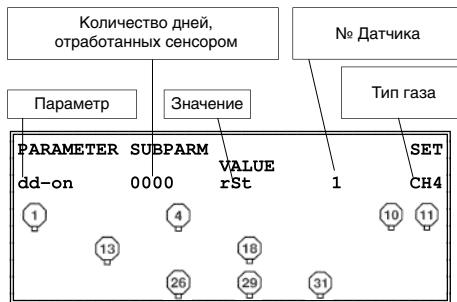 Количество дней,
отработанных сенсором
№ Датчика
Параметр
Значение
Тип газа
PARAMETER SUBPARM SET
VALUE
dd-on 0000 rSt 1 CH4
1 4 10 11
13 18
26 29 31